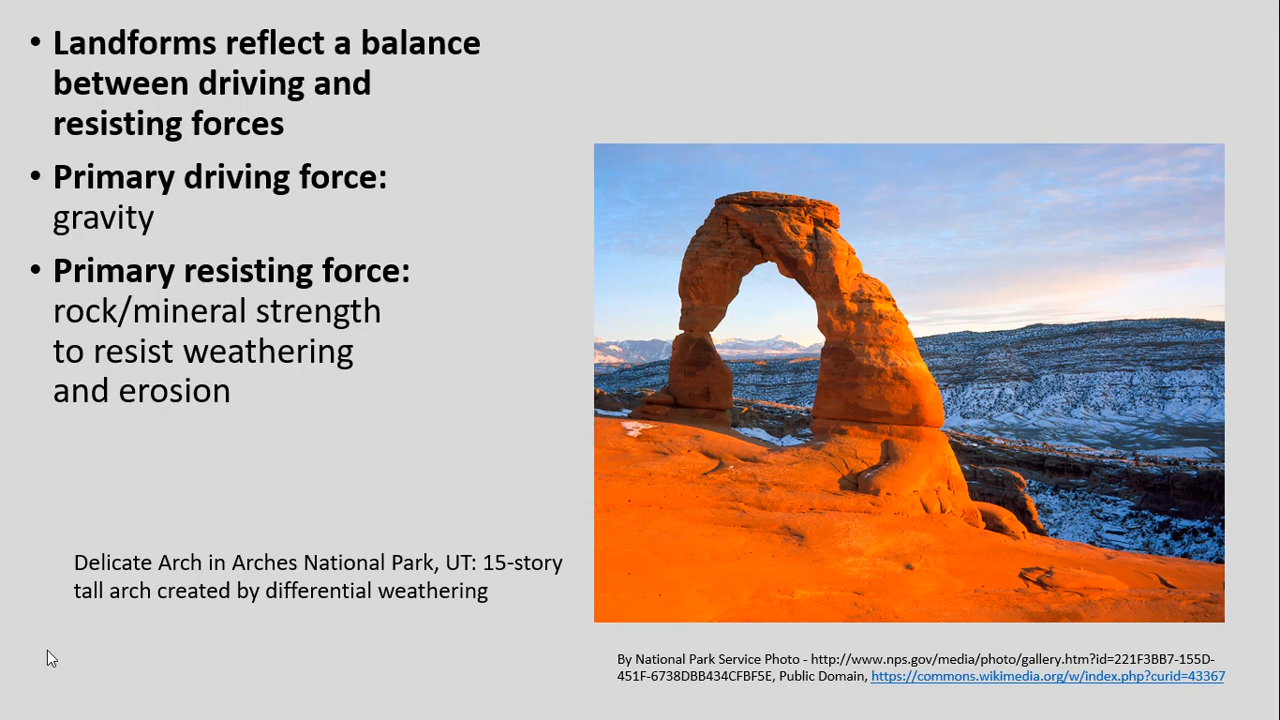 • Landforms reflect a balance
between driving and
resisting forces
• Primary driving force:
gravity
• Primary resisting force:
rock/mineral strength
to resist weathering
and erosion
Delicate Arch in Arches National Park, UT: 15-story
tall arch created by differential weathering
By National Park Service Photo - http://www.nps.gov/media/photo/gallery.htm?id=221F3BB7-155D-
451F-6738DBB434CFBF5E, Public Domain, https://commons.wikimedia.org/w/index.php?curid=43367